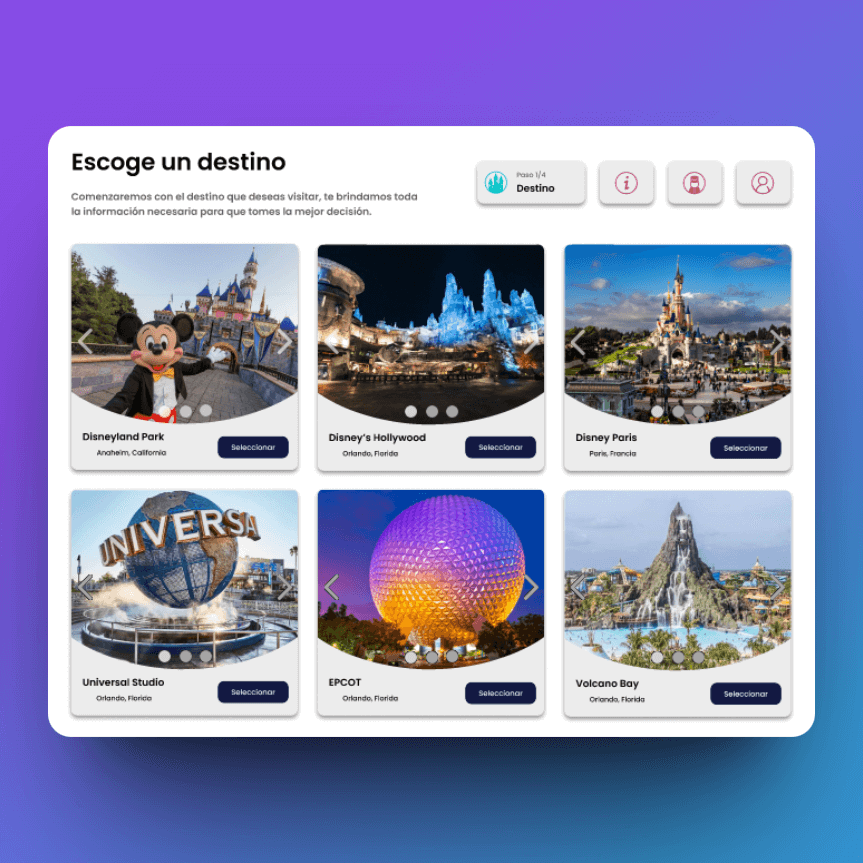 Escoge un destino
Comenzaremos con el destino que deseas visitar, te brindamos toda
la información necesaria para que tomes la mejor decisión.
Paso 1/4
Destino
Disneyland Park
Anaheim, California
Seleccionar
Disney's Hollywood
Orlando, Florida
Seleccionar
Disney Paris
Paris, Francia
Seleccionar
UNIVERSA
Universal Studio
Orlando, Florida
Seleccionar
EPCOT
Orlando, Florida
Seleccionar
Volcano Bay
Orlando, Florida
Seleccionar